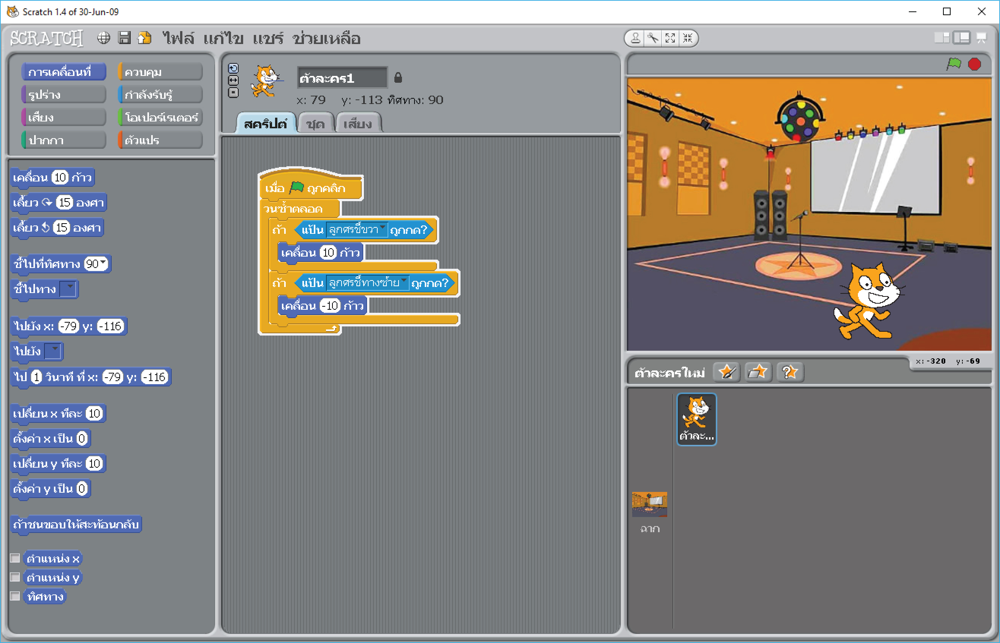 Scratch 1.4 of 30-Jun-09
SCRATCH ไฟล์ แก้ไข แชร์ ช่วยเหลือ
การเคลื่อนที่ ควบคุม
รูปร่าง กำลังรับรู้
เสียง โอเปอร์เรเตอร์
ปากกา ตัวแปร
เคลื่อน 10 ก้าว
เลี้ยว 15 องศา
เลี้ยว 15 องศา
ชี้ไปที่ทิศทาง 90
ชี้ไปทาง
ไปยัง x: -79 y: -116
ไปยัง
ไป 1 วินาที ที่ x: -79 y: -116
เปลี่ยน x ทีละ 10
ตั้งค่า x เป็น 0
เปลี่ยน y ทีละ 10
ตั้งค่า y เป็น 0
ถ้าชนขอบให้สะท้อนกลับ
ตำแหน่ง x
ตำแหน่ง y
ทิศทาง
ตัวละคร1
x: 79 y: -113 ทิศทาง: 90
สคริปต์ ชุด เสียง
เมื่อ ถูกคลิก
วนซ้ำตลอด
ถ้า แป้น ลูกศรชี้ขวา ถูกกด?
เคลื่อน 10 ก้าว
ถ้า แป้น ลูกศรชี้ทางซ้าย ถูกกด?
เคลื่อน -10 ก้าว
x: -320 y: -69
ตัวละครใหม่
ตัวละ...
ฉาก